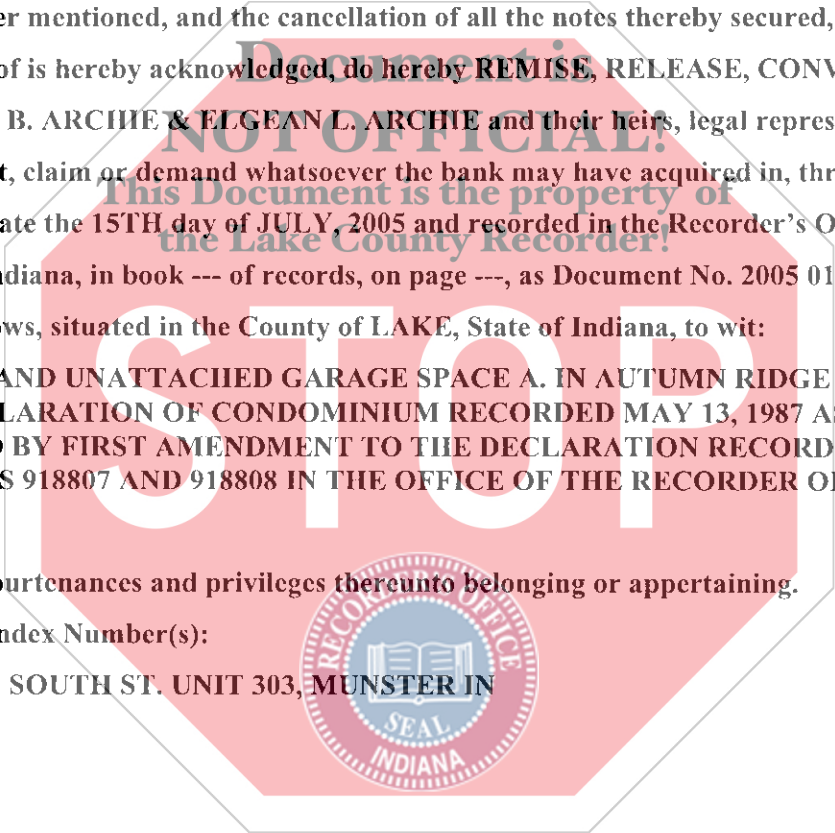 er mentioned, and the cancellation of all the notes thereby secured,
of is hereby acknowledged, do hereby REMISE, RELEASE, CONV
B. ARCHIE & ELGEAN L. ARCHIE and their heirs, legal repres
t, claim or demand whatsoever the bank may have acquired in, thr
ate the 15TH day of JULY, 2005 and recorded in the Recorder's O
ndiana, in book --- of records, on page ---, as Document No. 2005 01
ows, situated in the County of LAKE, State of Indiana, to wit:
AND UNATTACHED GARAGE SPACE A. IN AUTUMN RIDGE
LARATION OF CONDOMINIUM RECORDED MAY 13, 1987 AS
BY FIRST AMENDMENT TO THE DECLARATION RECORD
S 918807 AND 918808 IN THE OFFICE OF THE RECORDER OF
purtenances and privileges thereunto belonging or appertaining.
ndex Number(s):
SOUTH ST. UNIT 303, MUNSTER IN
Document is
NOT OFFICIAL!
This Document is the property of
the Lake County Recorder!
STOP
RECORDER'S OFFICE
SEAL
INDIANA